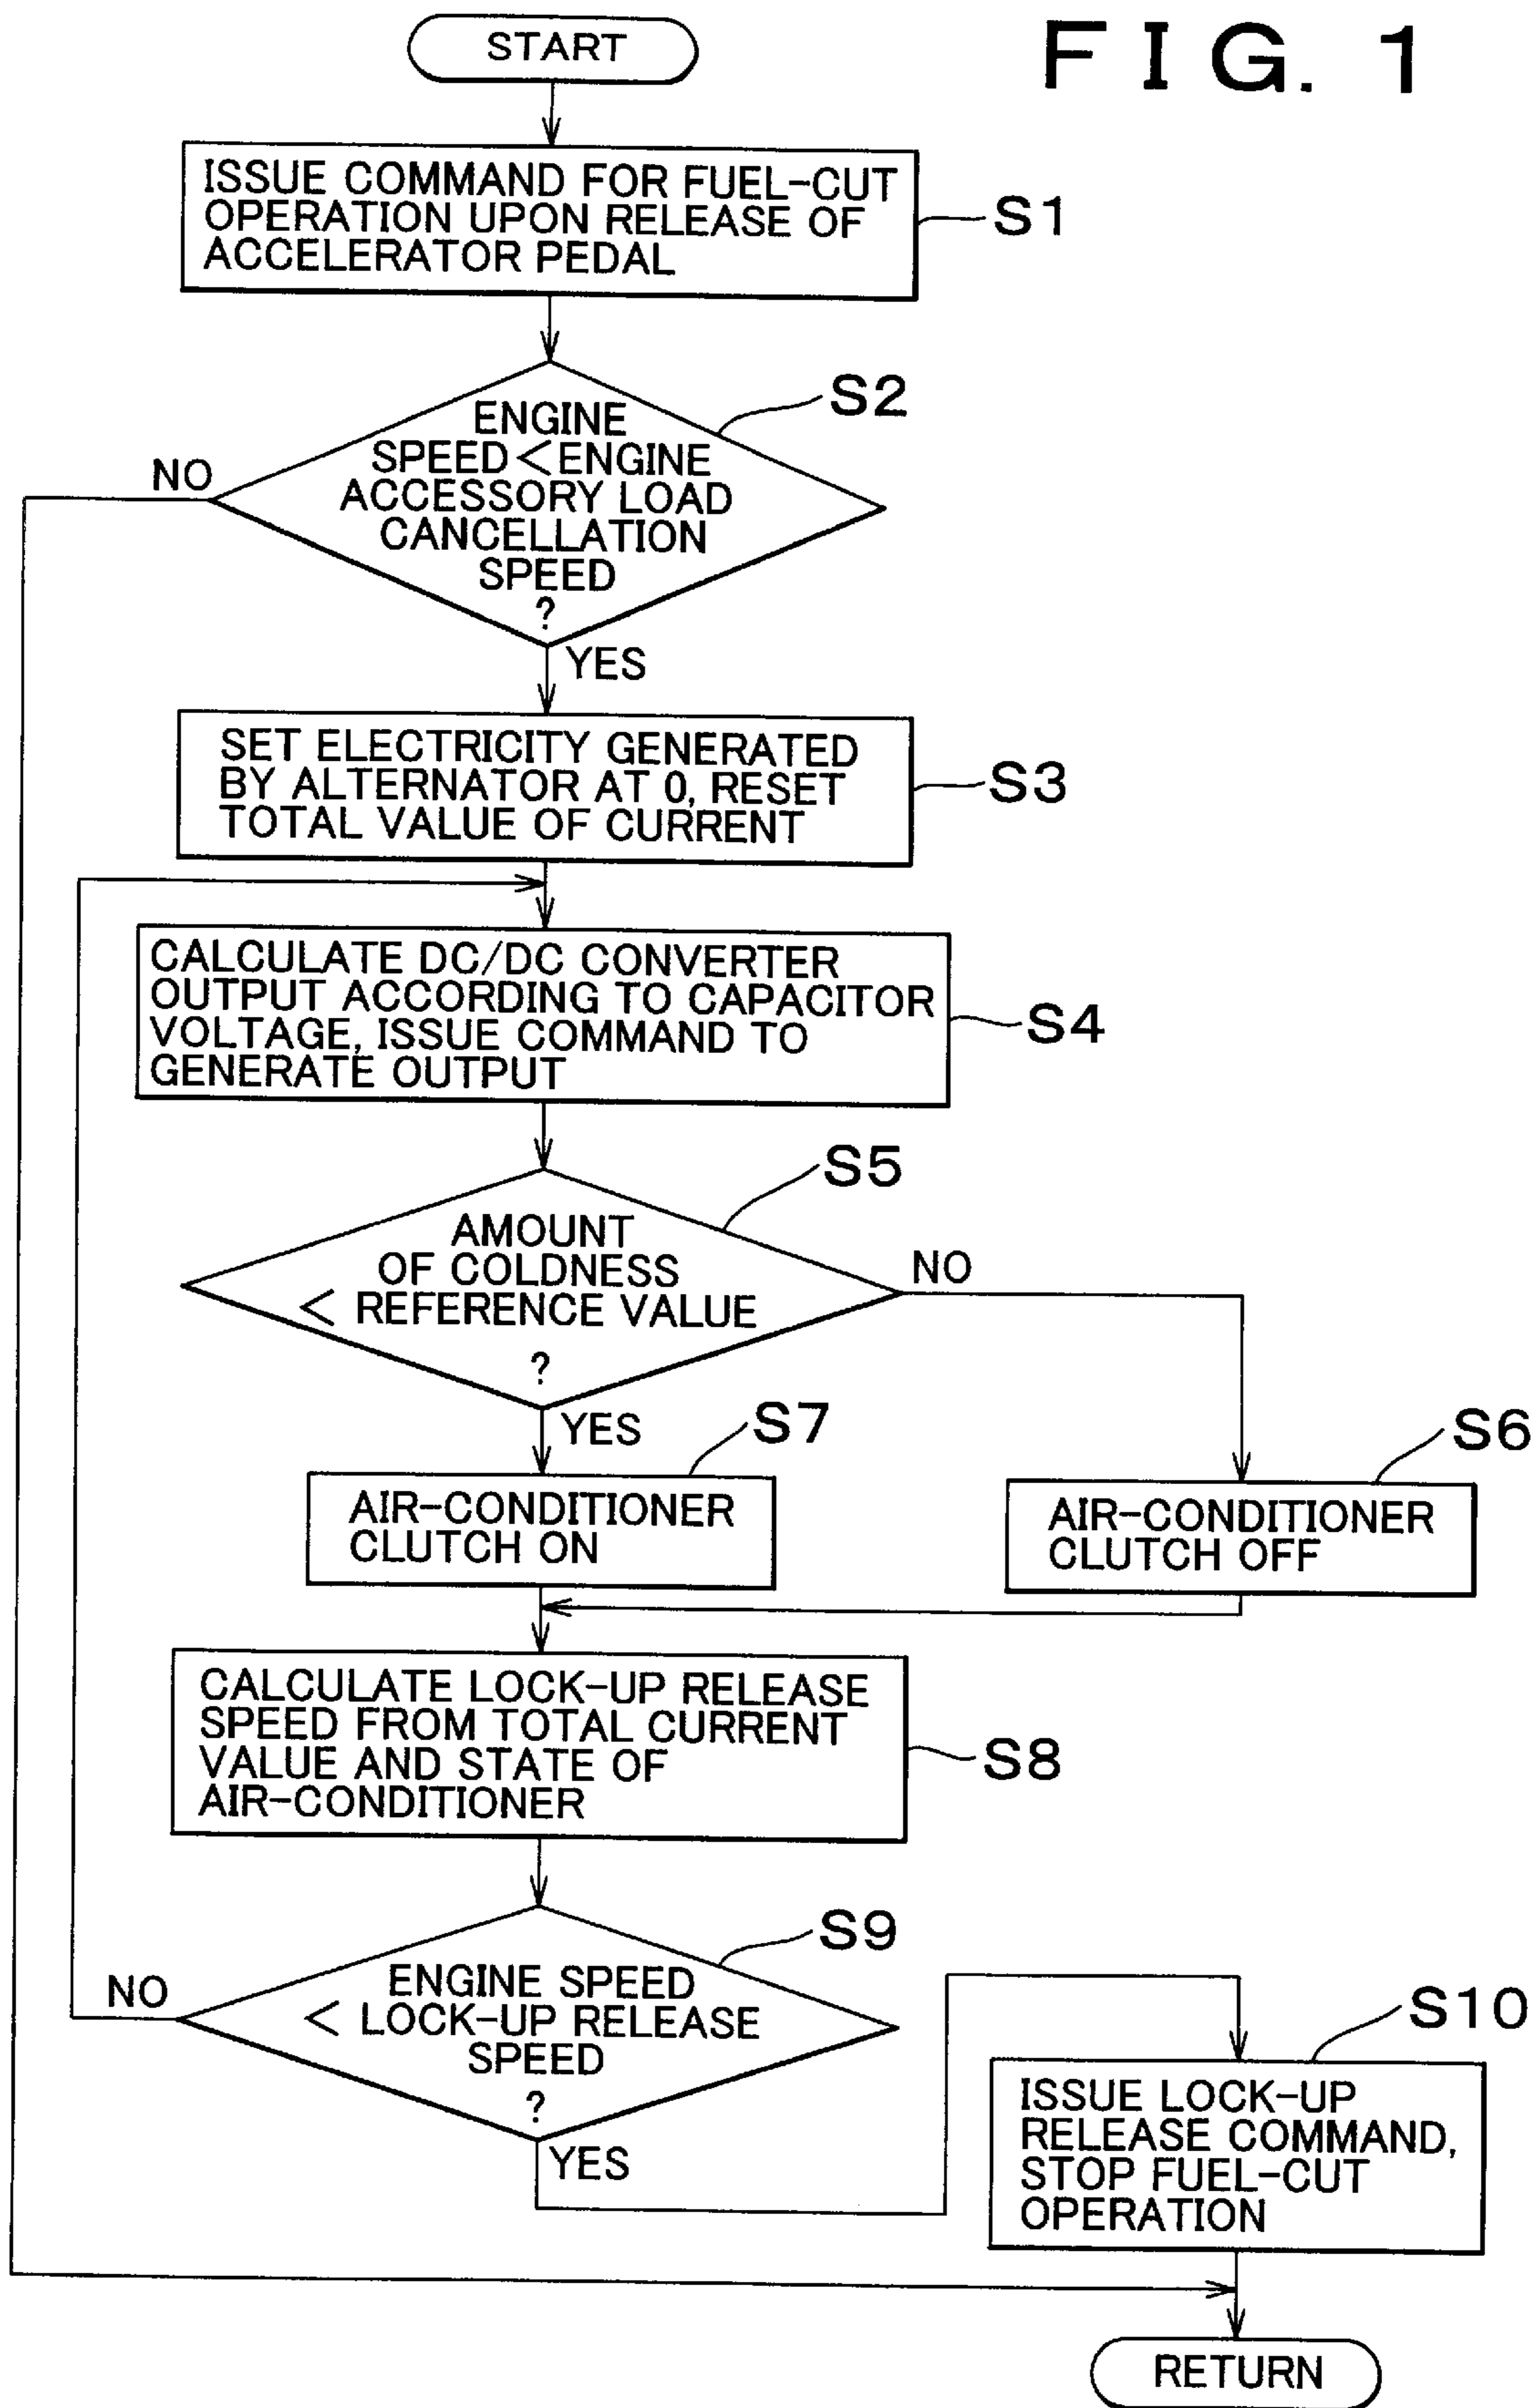 START
FIG. 1
ISSUE COMMAND FOR FUEL-CUT
OPERATION UPON RELEASE OF
ACCELERATOR PEDAL
S1
S2
ENGINE
SPEED < ENGINE
ACCESSORY LOAD
CANCELLATION
SPEED
?
NO
YES
SET ELECTRICITY GENERATED
BY ALTERNATOR AT 0, RESET
TOTAL VALUE OF CURRENT
S3
CALCULATE DC/DC CONVERTER
OUTPUT ACCORDING TO CAPACITOR
VOLTAGE, ISSUE COMMAND TO
GENERATE OUTPUT
S4
S5
AMOUNT
OF COLDNESS
< REFERENCE VALUE
?
NO
YES
S7
AIR-CONDITIONER
CLUTCH ON
S6
AIR-CONDITIONER
CLUTCH OFF
CALCULATE LOCK-UP RELEASE
SPEED FROM TOTAL CURRENT
VALUE AND STATE OF
AIR-CONDITIONER
S8
S9
ENGINE SPEED
< LOCK-UP RELEASE
SPEED
?
NO
YES
S10
ISSUE LOCK-UP
RELEASE COMMAND,
STOP FUEL-CUT
OPERATION
RETURN